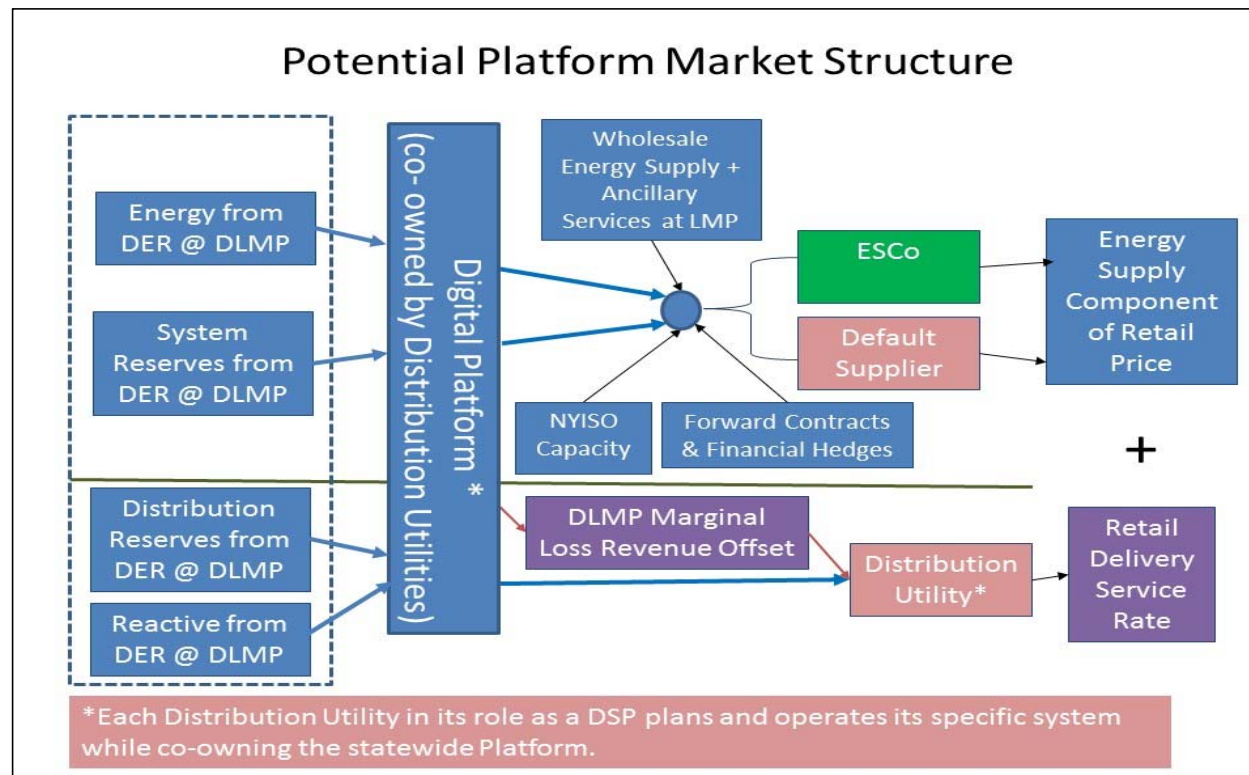 Potential Platform Market Structure
Energy from
DER @ DLMP
System
Reserves from
DER @ DLMP
Distribution
Reserves from
DER @ DLMP
Reactive from
DER @ DLMP
Digital Platform *
(co- owned by Distribution Utilities)
Wholesale
Energy Supply +
Ancillary
Services at LMP
NYISO
Capacity
Forward Contracts
& Financial Hedges
ESCo
Default
Supplier
Energy
Supply
Component
of Retail
Price
+
DLMP Marginal
Loss Revenue Offset
Distribution
Utility*
Retail
Delivery
Service
Rate
*Each Distribution Utility in its role as a DSP plans and operates its specific system
while co-owning the statewide Platform.